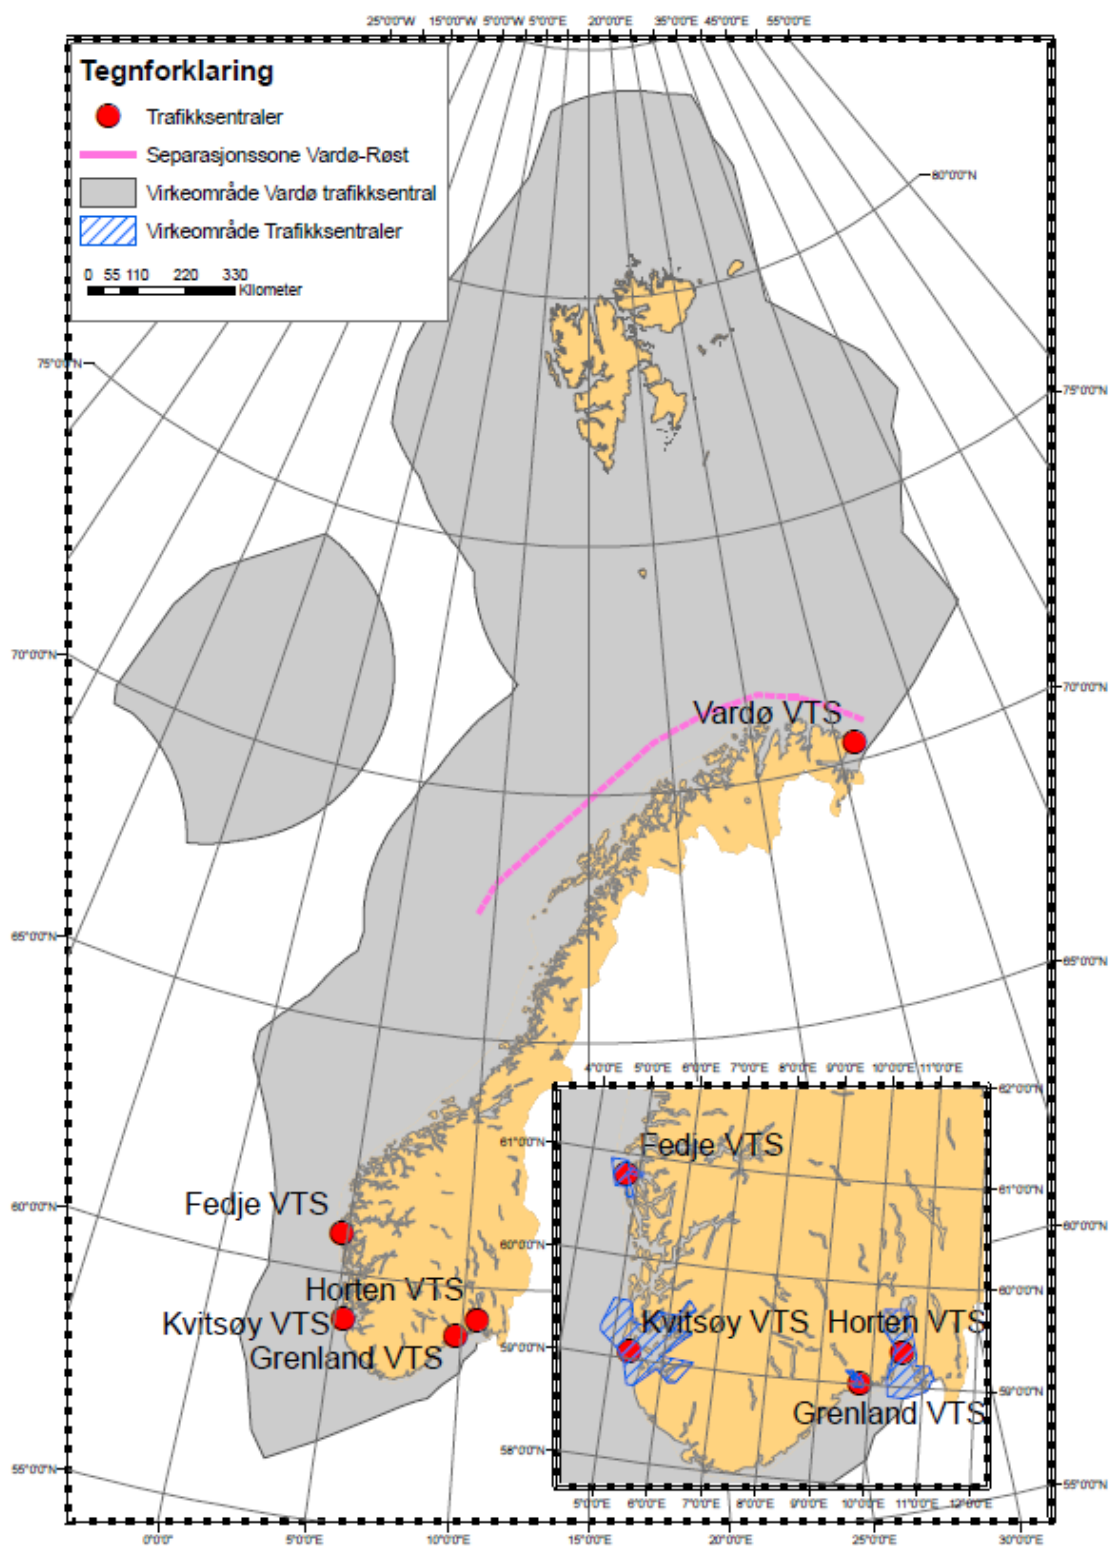 25°0'0"W 15°0'0"W 5°0'0"W 5°0'0"E 20°0'0"E 35°0'0"E 45°0'0"E 55°0'0"E
Tegnforklaring
Trafikksentraler
Separasjonssone Vardø-Røst
Virkeområde Vardø trafikksentral
Virkeområde Trafikksentraler
0 55 110 220 330
Kilometer
80°0'0"N
75°0'0"N
75°0'0"N
70°0'0"N
70°0'0"N
Vardø VTS
65°0'0"N
65°0'0"N
4°0'0"E 5°0'0"E 6°0'0"E 7°0'0"E 8°0'0"E 9°0'0"E 10°0'0"E 11°0'0"E
62°0'0"N
61°0'0"N
Fedje VTS
61°0'0"N
Fedje VTS
60°0'0"N
60°0'0"N
60°0'0"N
60°0'0"N
Horten VTS
Kvitsøy VTS
Grenland VTS
Kvitsøy VTS
Horten VTS
59°0'0"N
59°0'0"N
Grenland VTS
58°0'0"N
55°0'0"N
55°0'0"N
5°0'0"E 6°0'0"E 7°0'0"E 8°0'0"E 9°0'0"E 10°0'0"E 11°0'0"E 12°0'0"E
0°0'0" 5°0'0"E 10°0'0"E 15°0'0"E 20°0'0"E 25°0'0"E 30°0'0"E